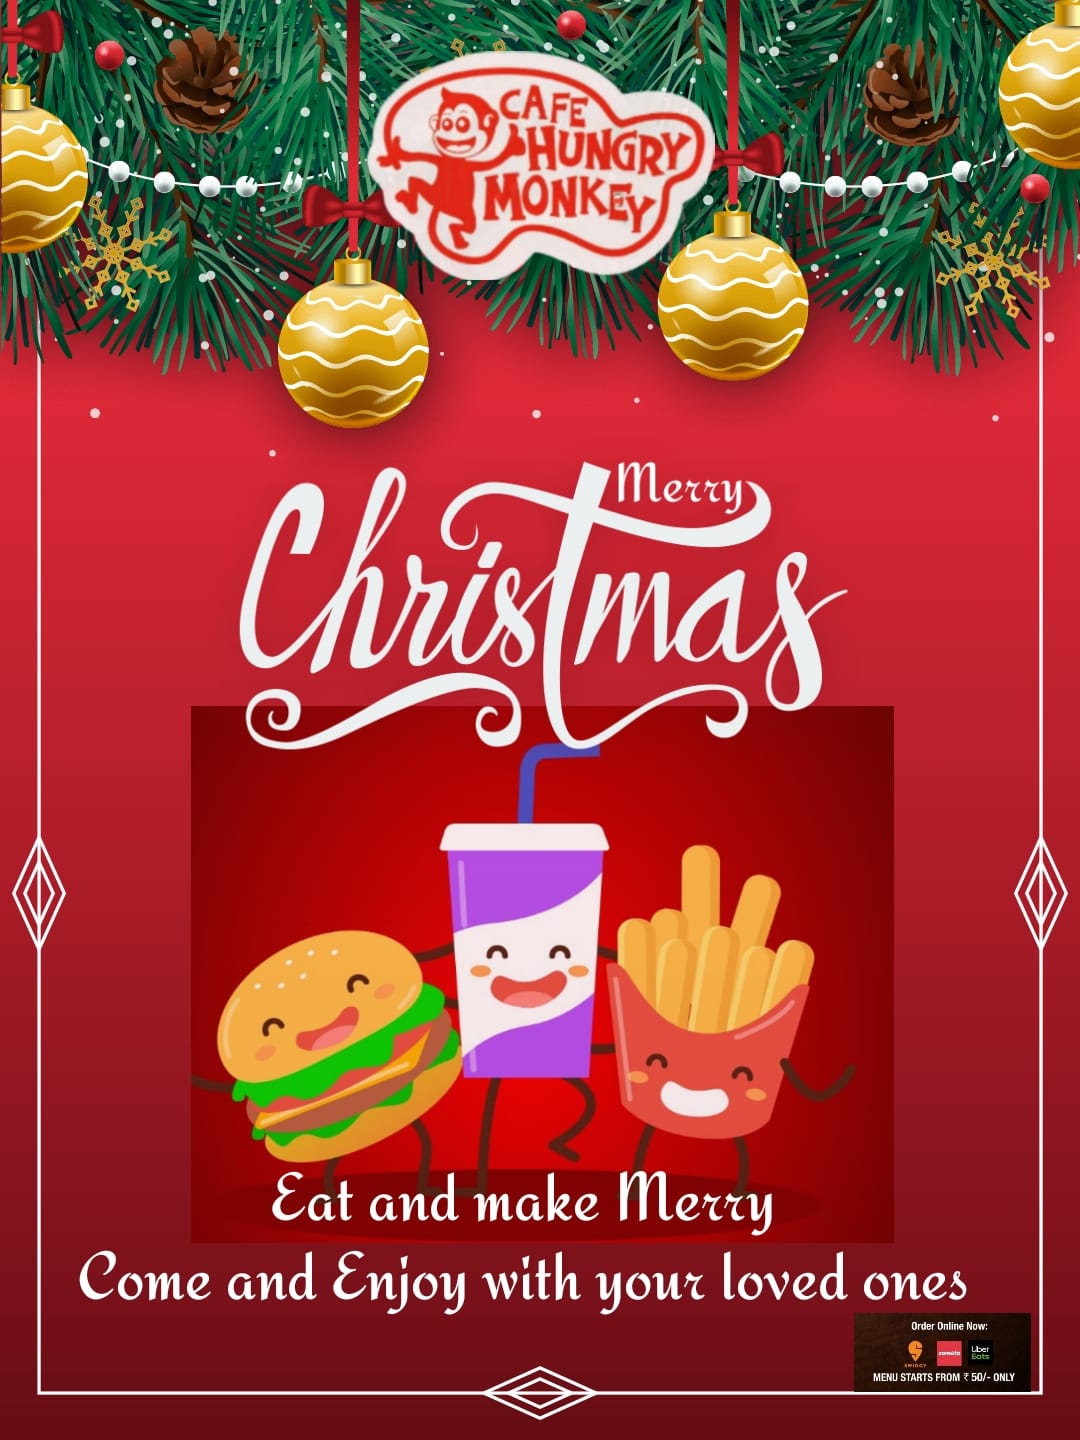 CAFE
HUNGRY
MONKEY
Merry
Christmas
Eat and make Merry
Come and Enjoy with your loved ones
Order Online Now:
SWIGGY
zomato
Uber
Eats
MENU STARTS FROM ₹ 50/- ONLY